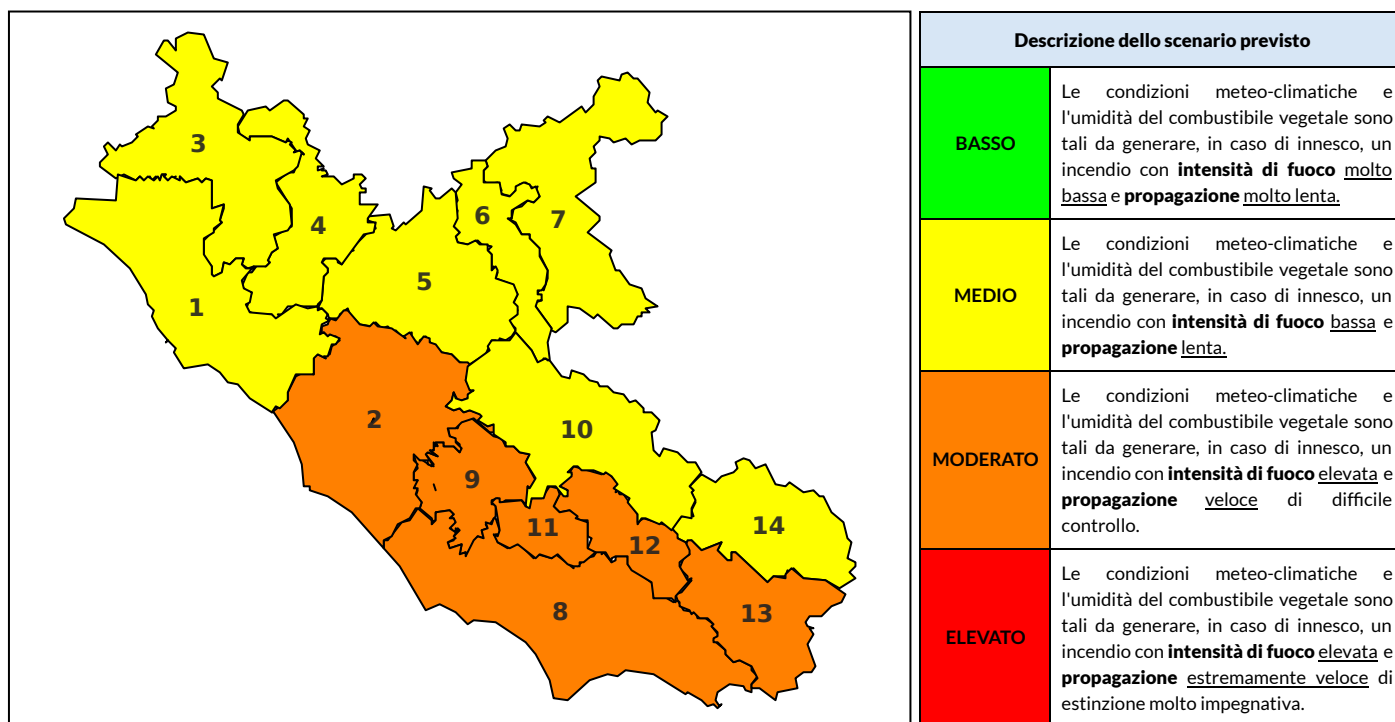 3
4
6
7
5
1
2
10
9
11
12
14
8
13
Descrizione dello scenario previsto
BASSO
Le condizioni meteo-climatiche e
l'umidità del combustibile vegetale sono
tali da generare, in caso di innesco, un
incendio con intensità di fuoco molto
bassa e propagazione molto lenta.
MEDIO
Le condizioni meteo-climatiche e
l'umidità del combustibile vegetale sono
tali da generare, in caso di innesco, un
incendio con intensità di fuoco bassa e
propagazione lenta.
MODERATO
Le condizioni meteo-climatiche e
l'umidità del combustibile vegetale sono
tali da generare, in caso di innesco, un
incendio con intensità di fuoco elevata e
propagazione veloce di difficile
controllo.
ELEVATO
Le condizioni meteo-climatiche e
l'umidità del combustibile vegetale sono
tali da generare, in caso di innesco, un
incendio con intensità di fuoco elevata e
propagazione estremamente veloce di
estinzione molto impegnativa.